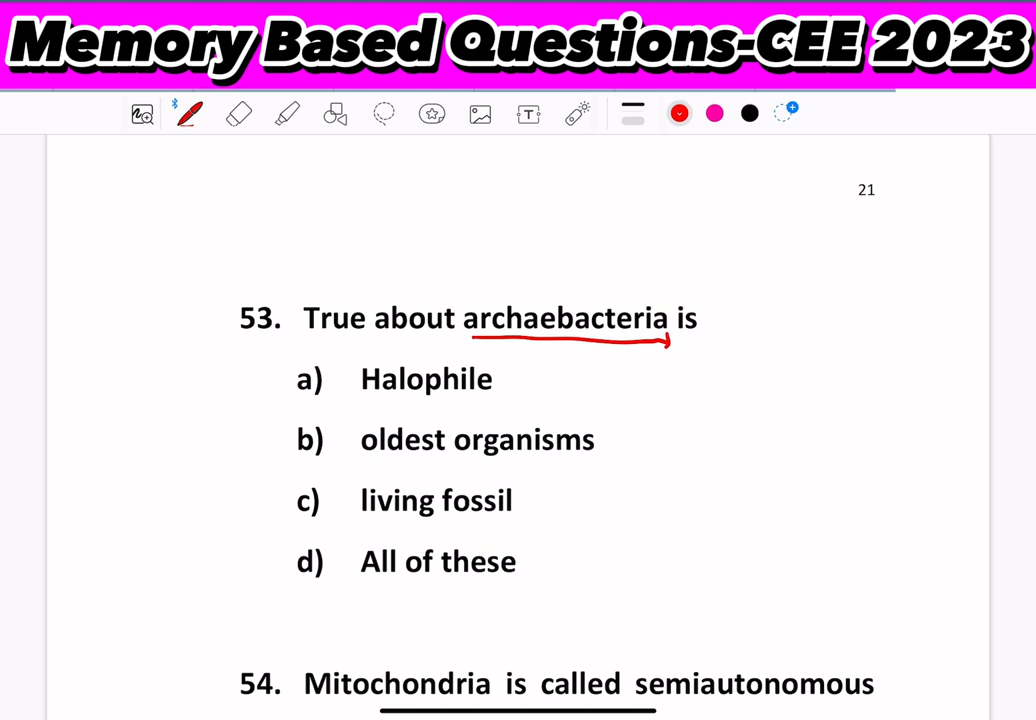 Memory Based Questions-CEE 2023
T
21
53. True about archaebacteria is
a) Halophile
b) oldest organisms
c) living fossil
d) All of these
54. Mitochondria is called semiautonomous